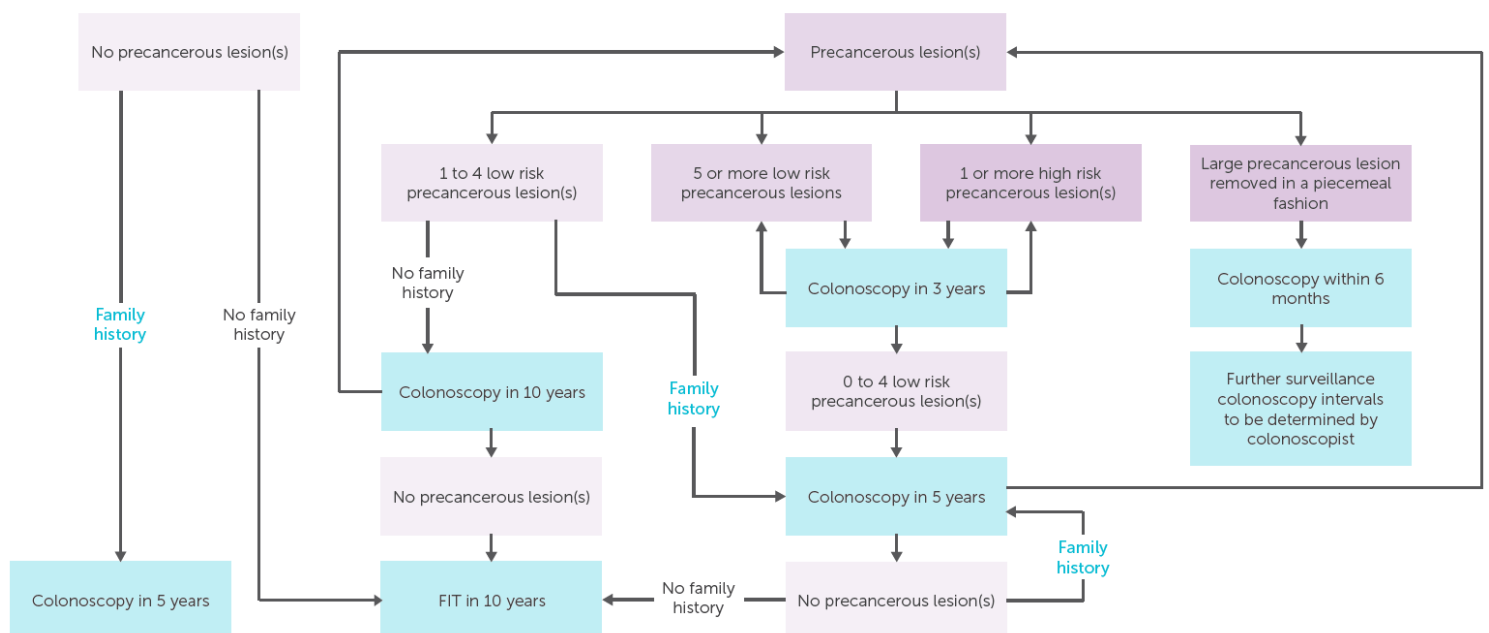 No precancerous lesion(s)
Precancerous lesion(s)
1 to 4 low risk
precancerous lesion(s)
5 or more low risk
precancerous lesions
1 or more high risk
precancerous lesion(s)
Large precancerous lesion
removed in a piecemeal
fashion
No family
history
Colonoscopy in 3 years
Colonoscopy within 6
months
Family
history
No family
history
Colonoscopy in 10 years
Family
history
0 to 4 low risk
precancerous lesion(s)
Further surveillance
colonoscopy intervals
to be determined by
colonoscopist
No precancerous lesion(s)
Colonoscopy in 5 years
Family
history
Colonoscopy in 5 years
FIT in 10 years
No family
history
No precancerous lesion(s)